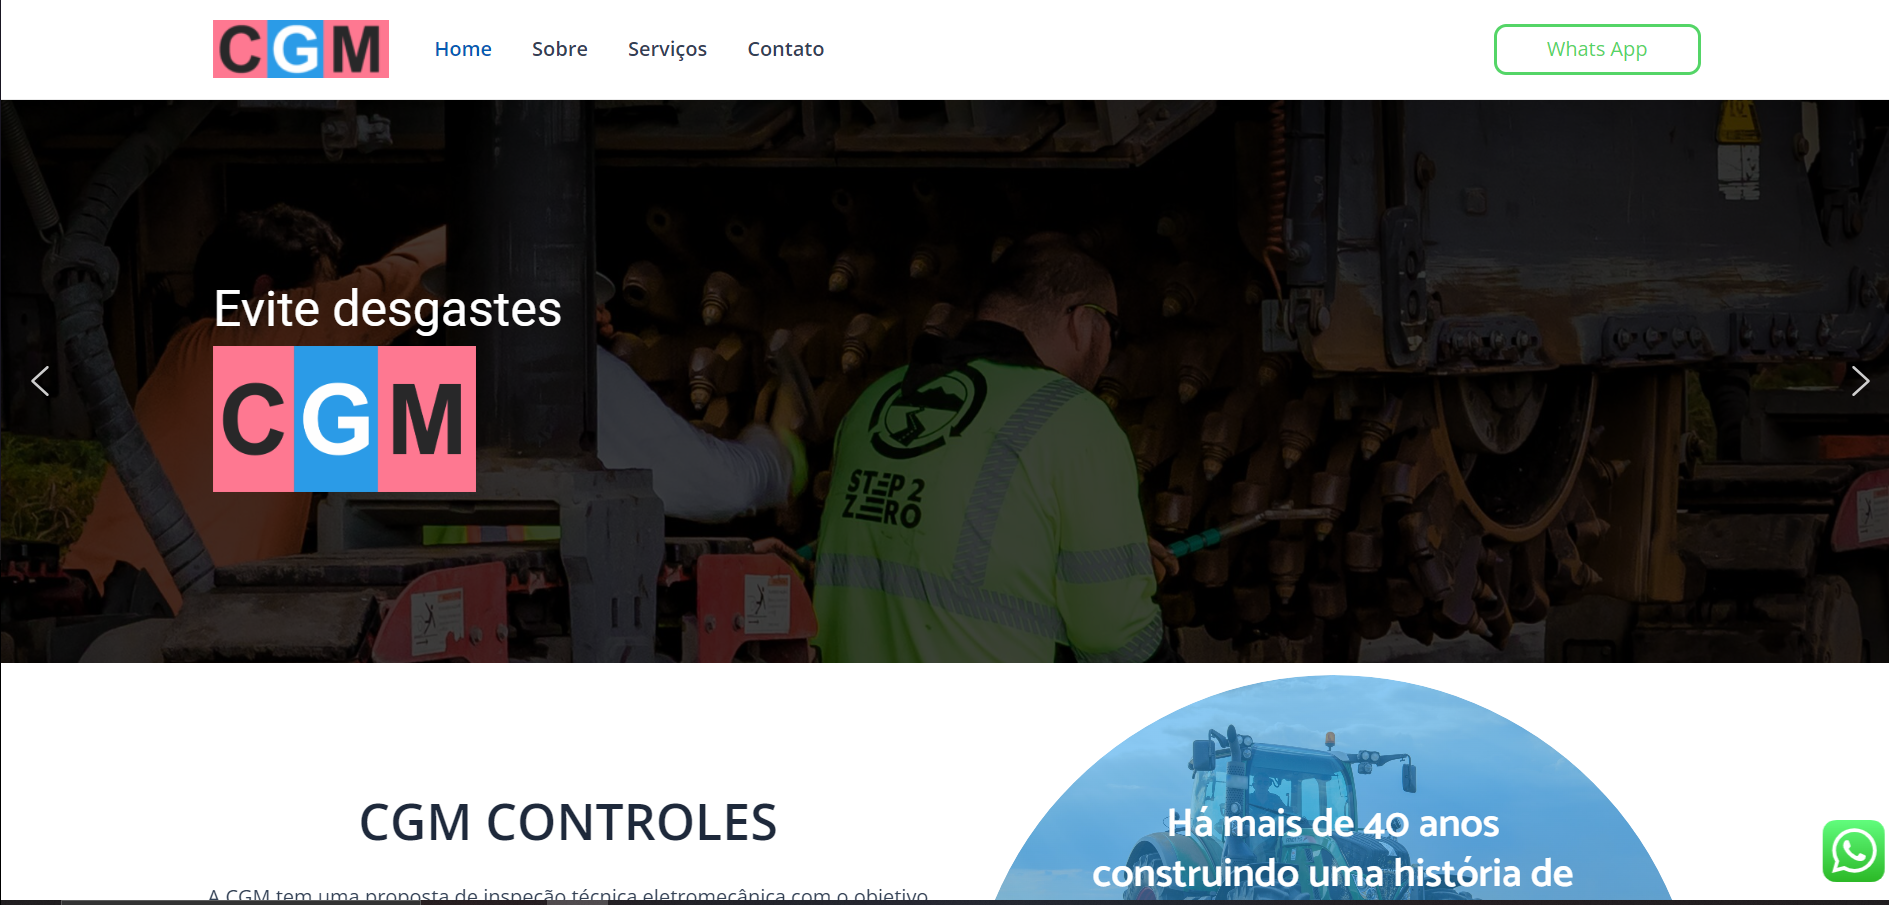 CGM
Home
Sobre
Serviços
Contato
Whats App
Evite desgastes
CGM
STEP 2
ZERO
CGM CONTROLES
A CGM tem uma proposta de inspeção técnica eletromecânica com o objetivo
Há mais de 40 anos
construindo uma história de